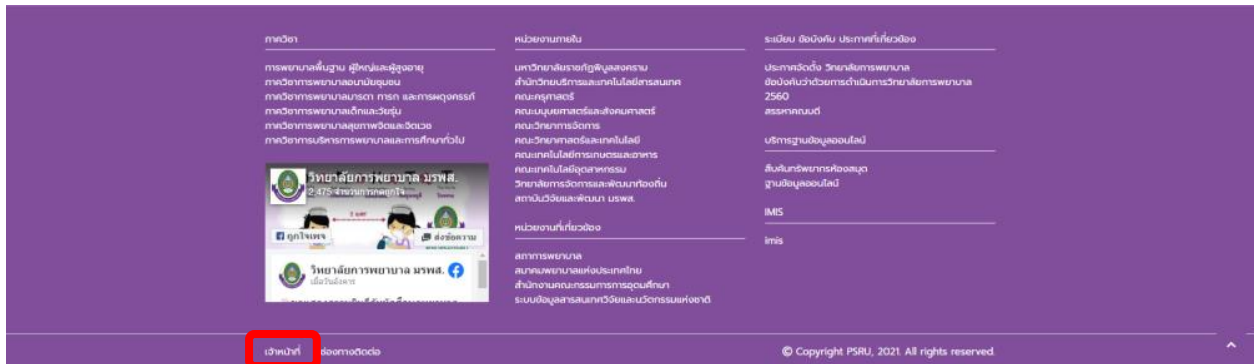 ภาควิชา
การพยาบาลพื้นฐาน ผู้ใหญ่และผู้สูงอายุ
ภาควิชาการพยาบาลอนามัยชุมชน
ภาควิชาการพยาบาลมารดา ทารก และการผดุงครรภ์
ภาควิชาการพยาบาลเด็กและวัยรุ่น
ภาควิชาการพยาบาลสุขภาพจิตและจิตเวช
ภาควิชาการบริหารการพยาบาลและการศึกษาทั่วไป
วิทยาลัยการพยาบาล มรพส.
2,475 จำนวนการกดถูกใจ
1 เมตร
ถูกใจเพจ
ส่งข้อความ
วิทยาลัยการพยาบาล มรพส.
เมื่อวันอังคาร
หน่วยงานภายใน
มหาวิทยาลัยราชภัฏพิบูลสงคราม
สำนักวิทยบริการและเทคโนโลยีสารสนเทศ
คณะครุศาสตร์
คณะมนุษยศาสตร์และสังคมศาสตร์
คณะวิทยาการจัดการ
คณะวิทยาศาสตร์และเทคโนโลยี
คณะเทคโนโลยีการเกษตรและอาหาร
คณะเทคโนโลยีอุตสาหกรรม
วิทยาลัยการจัดการและพัฒนาท้องถิ่น
สถาบันวิจัยและพัฒนา มรพส.
หน่วยงานที่เกี่ยวข้อง
สภาการพยาบาล
สมาคมพยาบาลแห่งประเทศไทย
สำนักงานคณะกรรมการการอุดมศึกษา
ระบบข้อมูลสารสนเทศวิจัยและนวัตกรรมแห่งชาติ
ระเบียบ ข้อบังคับ ประกาศที่เกี่ยวข้อง
ประกาศจัดตั้ง วิทยาลัยการพยาบาล
ข้อบังคับว่าด้วยการดำเนินการวิทยาลัยการพยาบาล
2560
สรรหาคณบดี
บริการฐานข้อมูลออนไลน์
สืบค้นทรัพยากรห้องสมุด
ฐานข้อมูลออนไลน์
IMIS
imis
เจ้าหน้าที่
ช่องทางติดต่อ
© Copyright PSRU, 2021. All rights reserved.